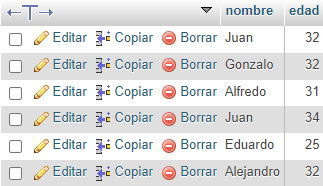 nombre edad
Editar Copiar Borrar Juan 32
Editar Copiar Borrar Gonzalo 32
Editar Copiar Borrar Alfredo 31
Editar Copiar Borrar Juan 34
Editar Copiar Borrar Eduardo 25
Editar Copiar Borrar Alejandro 32